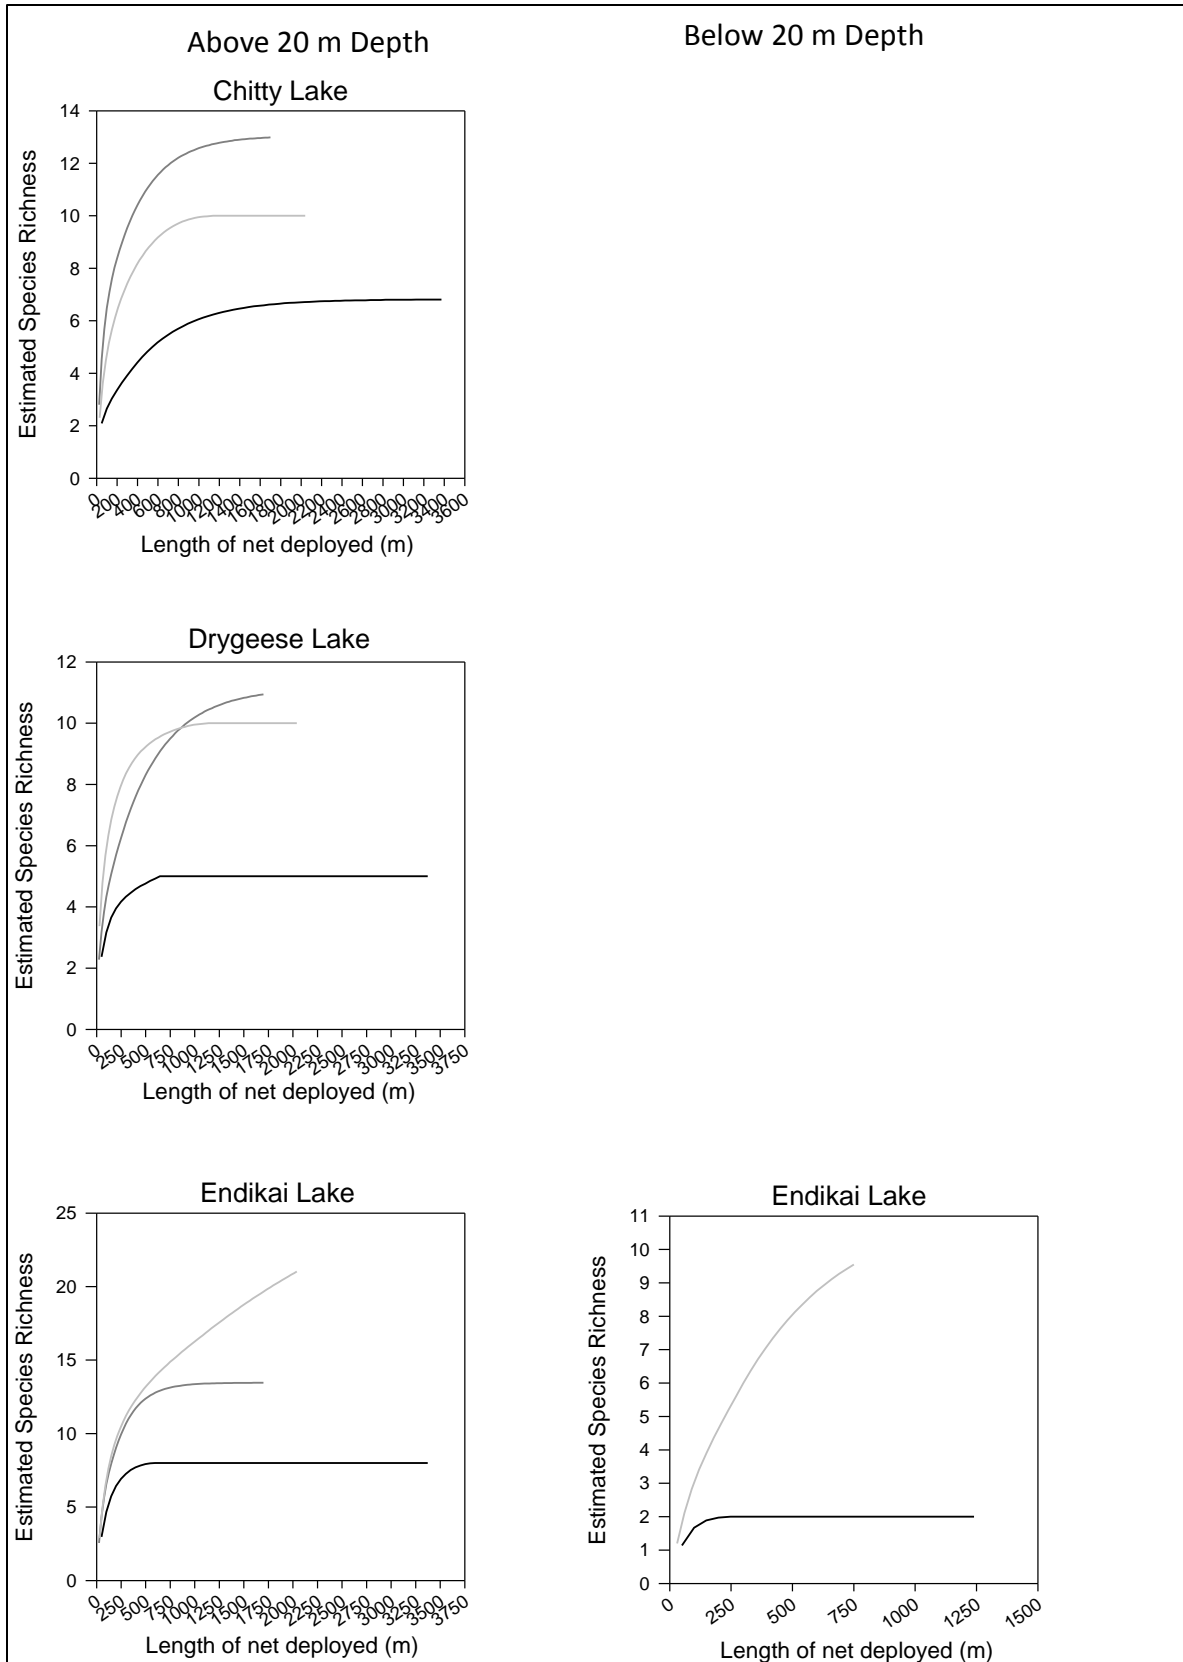 Above 20 m Depth
Below 20 m Depth
Chitty Lake
14
12
10
8
6
4
2
0
Estimated Species Richness
0 200 400 600 800 1000 1200 1400 1600 1800 2000 2200 2400 2600 2800 3000 3200 3400 3600
Length of net deployed (m)
Drygeese Lake
12
10
8
6
4
2
0
Estimated Species Richness
0 250 500 750 1000 1250 1500 1750 2000 2250 2500 2750 3000 3250 3500 3750
Length of net deployed (m)
Endikai Lake
25
20
15
10
5
0
Estimated Species Richness
0 250 500 750 1000 1250 1500 1750 2000 2250 2500 2750 3000 3250 3500 3750
Length of net deployed (m)
Endikai Lake
11
10
9
8
7
6
5
4
3
2
1
0
Estimated Species Richness
0 250 500 750 1000 1250 1500
Length of net deployed (m)